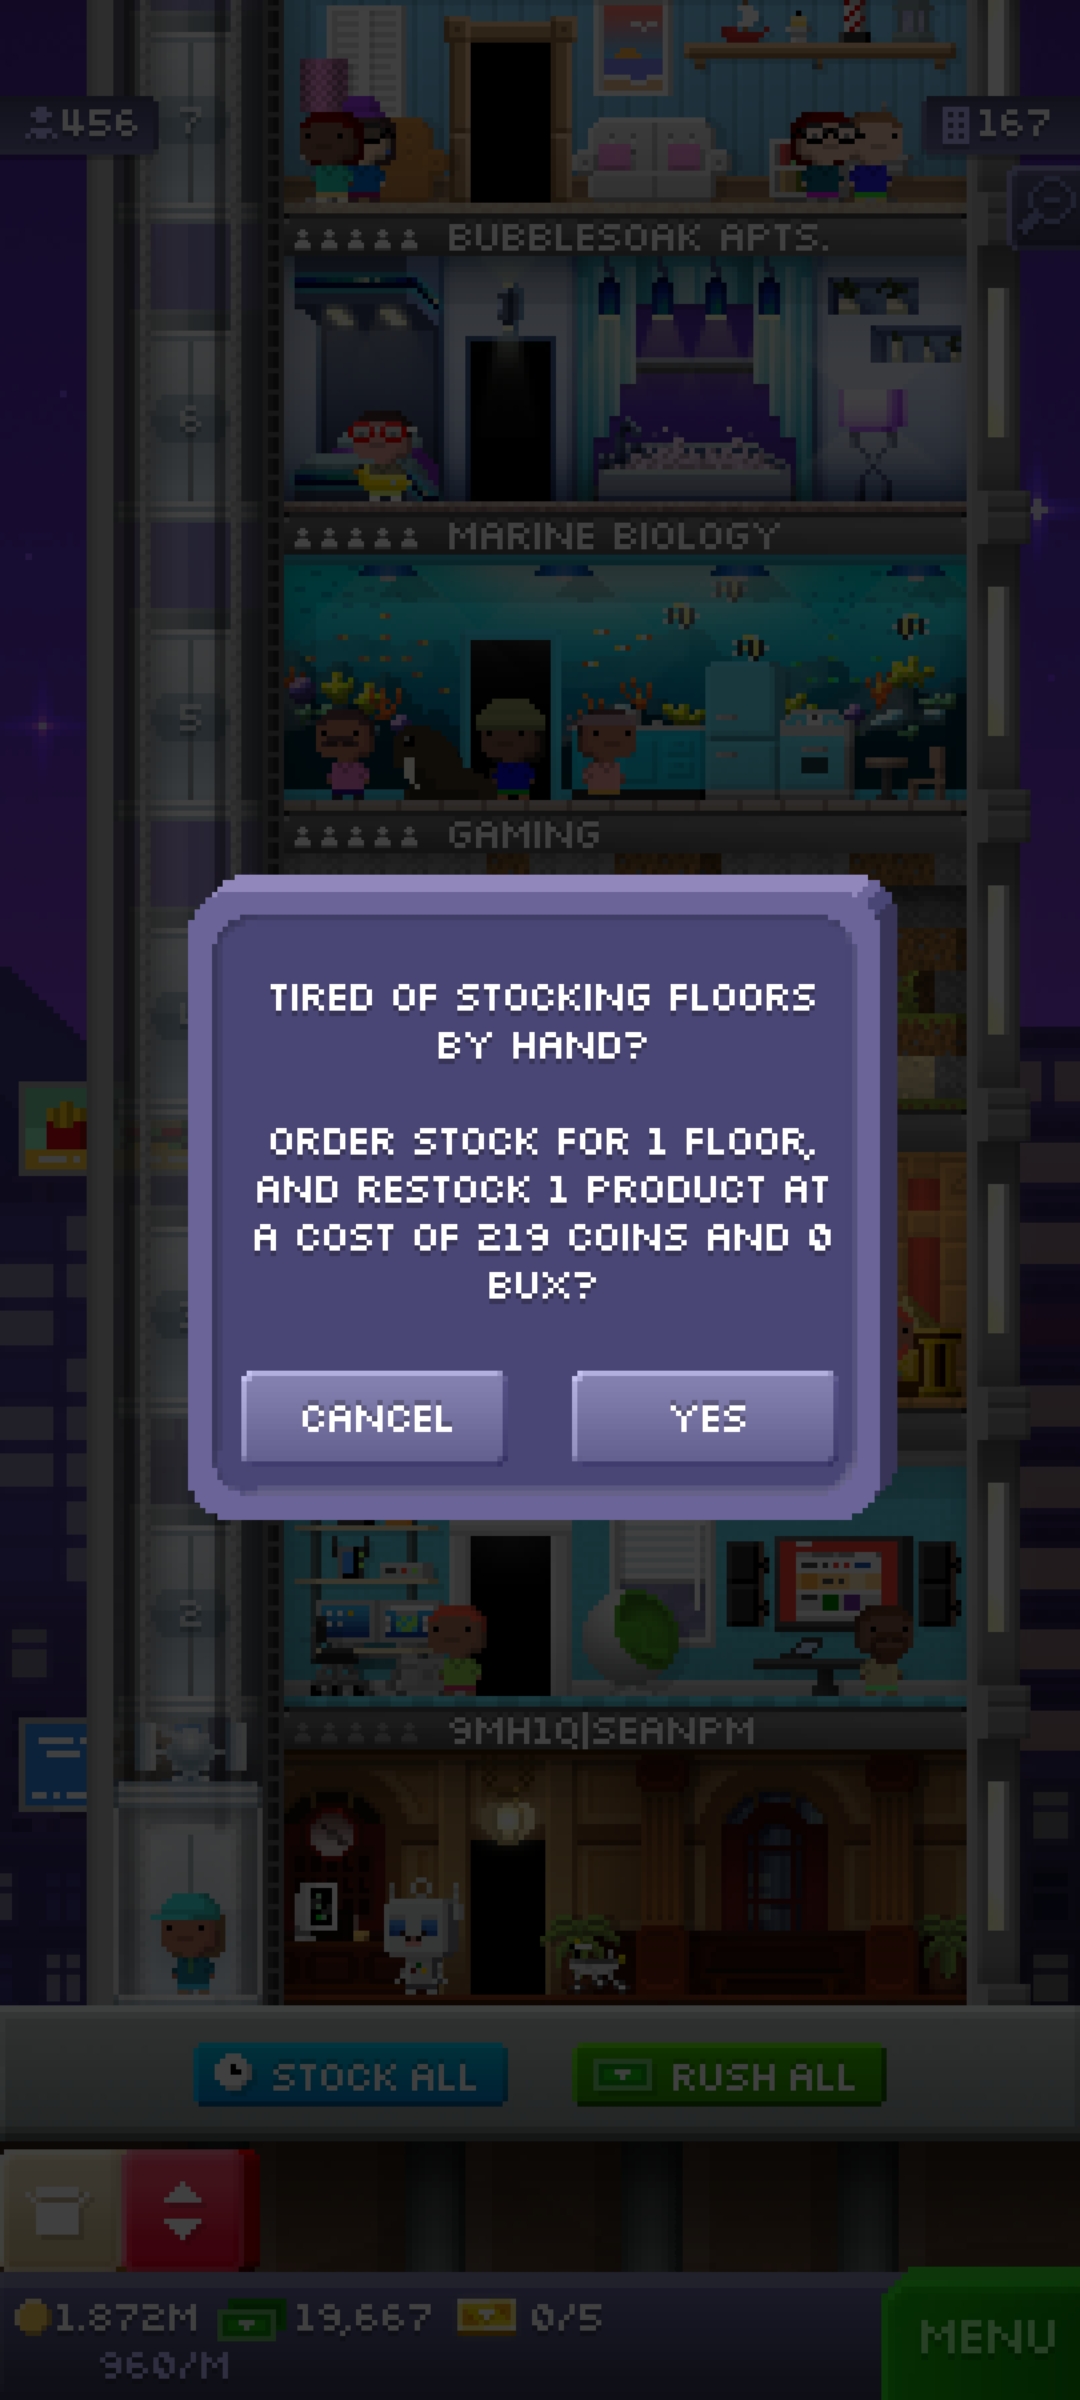 456
7
167
BUBBLESOAK APTS.
6
MARINE BIOLOGY
5
GAMING
TIRED OF STOCKING FLOORS
BY HAND?
ORDER STOCK FOR 1 FLOOR,
AND RESTOCK 1 PRODUCT AT
A COST OF 219 COINS AND 0
BUX?
CANCEL
YES
2
9MH1Q|SEANPM
STOCK ALL
RUSH ALL
1.872M
19,667
0/5
960/M
MENU